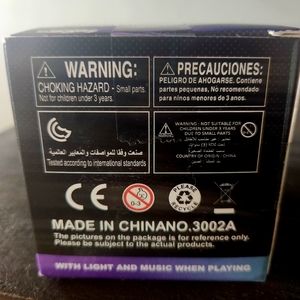 WARNING:
CHOKING HAZARD - Small parts.
Not for children under 3 years.
PRECAUCIONES:
PELIGRO DE AHOGARSE. Contiene
partes pequeñas, No recomendado
para ninos menores de 3 anos.
صنعت وفقا للمواصفات والمعايير العالمية
Tested according to international standards
WARNING - NOT SUITABLE FOR
CHILDREN UNDER 3 YEARS
DUE TO SMALL PARTS
COUNTRY OF ORIGIN: CHINA
CE
0-3
PLEASE
RECYCLE
MADE IN CHINANO.3002A
The pictures on the package is for reference only.
Please be subject to the actual products.
WITH LIGHT AND MUSIC WHEN PLAYING